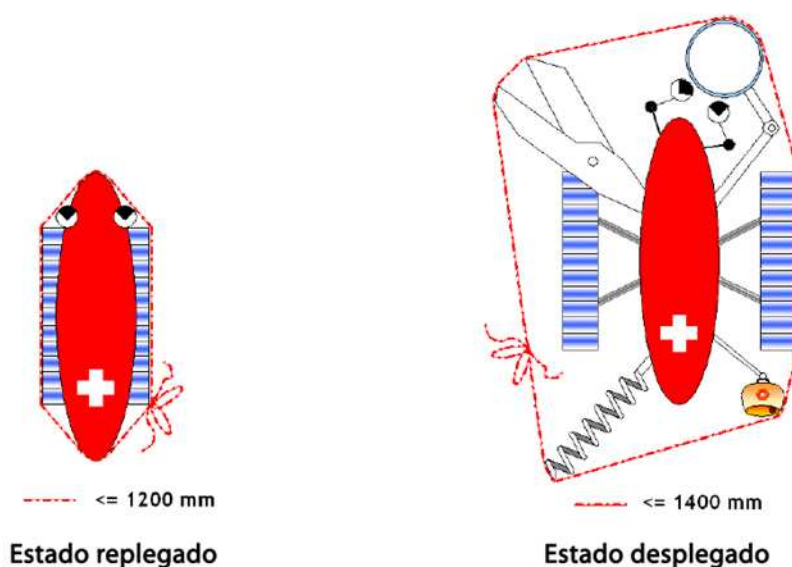 <= 1200 mm
<= 1400 mm
Estado replegado
Estado desplegado